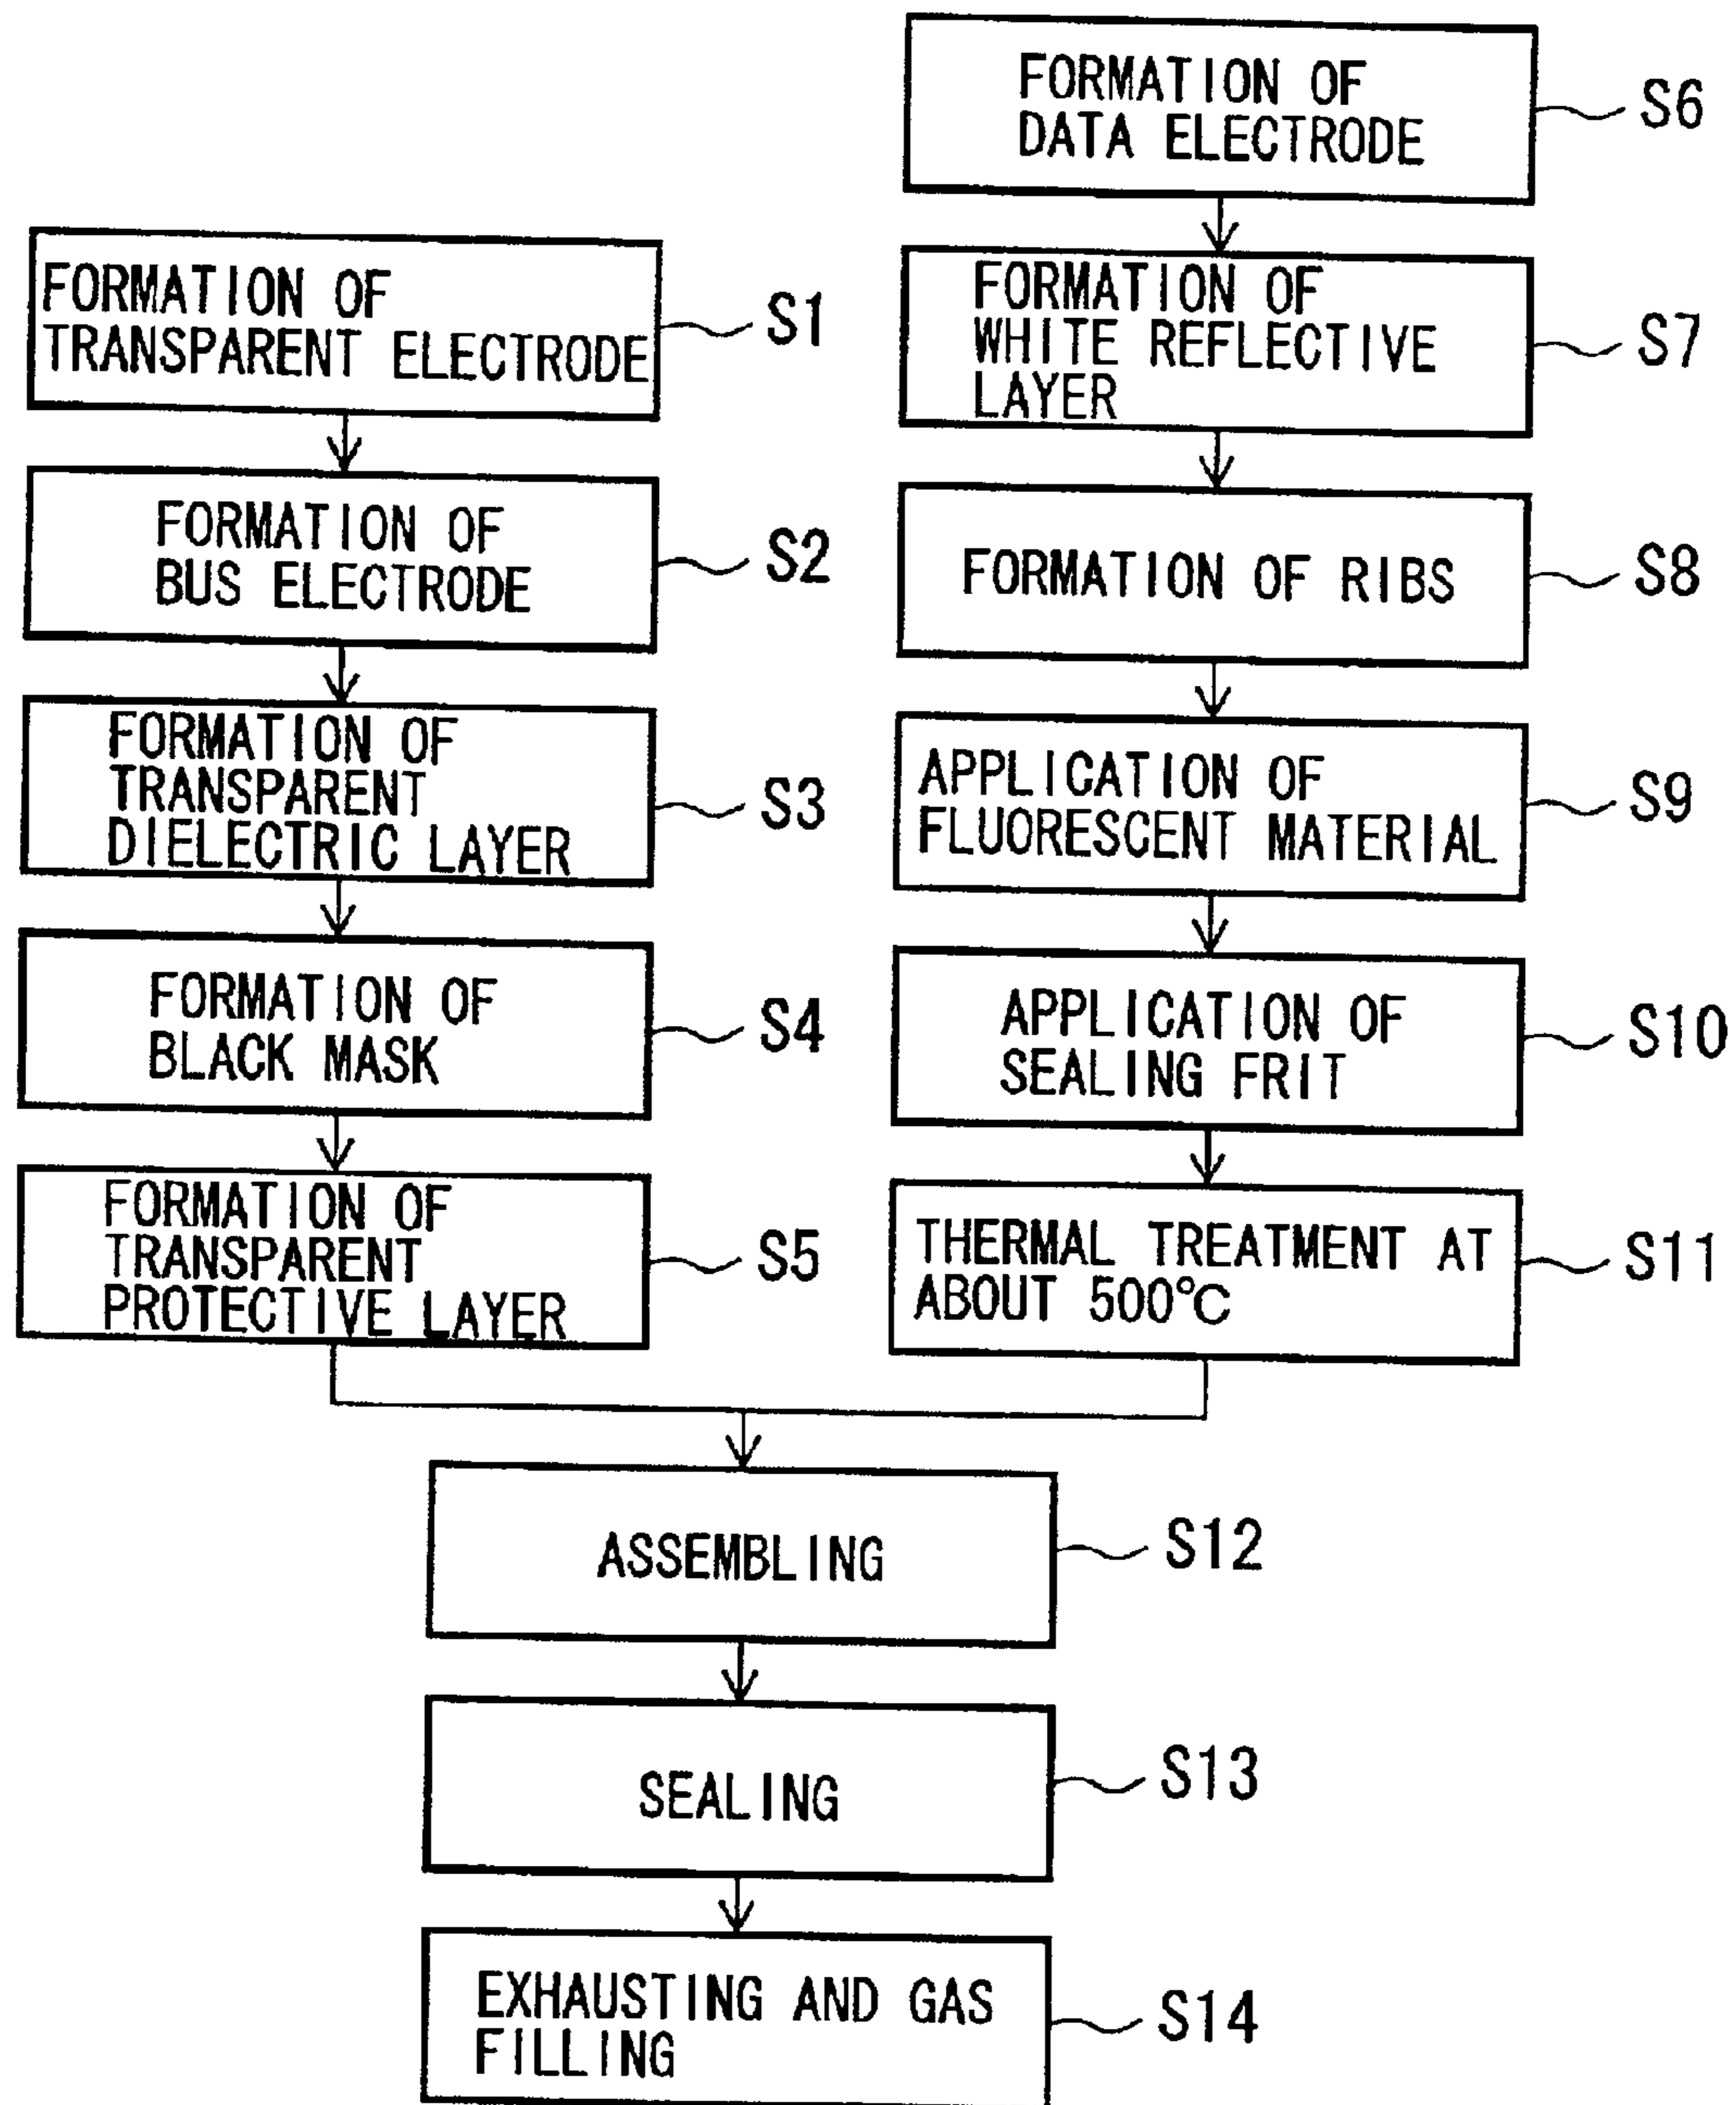 FORMATION OF
TRANSPARENT ELECTRODE
S1
FORMATION OF
BUS ELECTRODE
S2
FORMATION OF
TRANSPARENT
DIELECTRIC LAYER
S3
FORMATION OF
BLACK MASK
S4
FORMATION OF
TRANSPARENT
PROTECTIVE LAYER
S5
FORMATION OF
DATA ELECTRODE
S6
FORMATION OF
WHITE REFLECTIVE
LAYER
S7
FORMATION OF RIBS
S8
APPLICATION OF
FLUORESCENT MATERIAL
S9
APPLICATION OF
SEALING FRIT
S10
THERMAL TREATMENT AT
ABOUT 500℃
S11
ASSEMBLING
S12
SEALING
S13
EXHAUSTING AND GAS
FILLING
S14